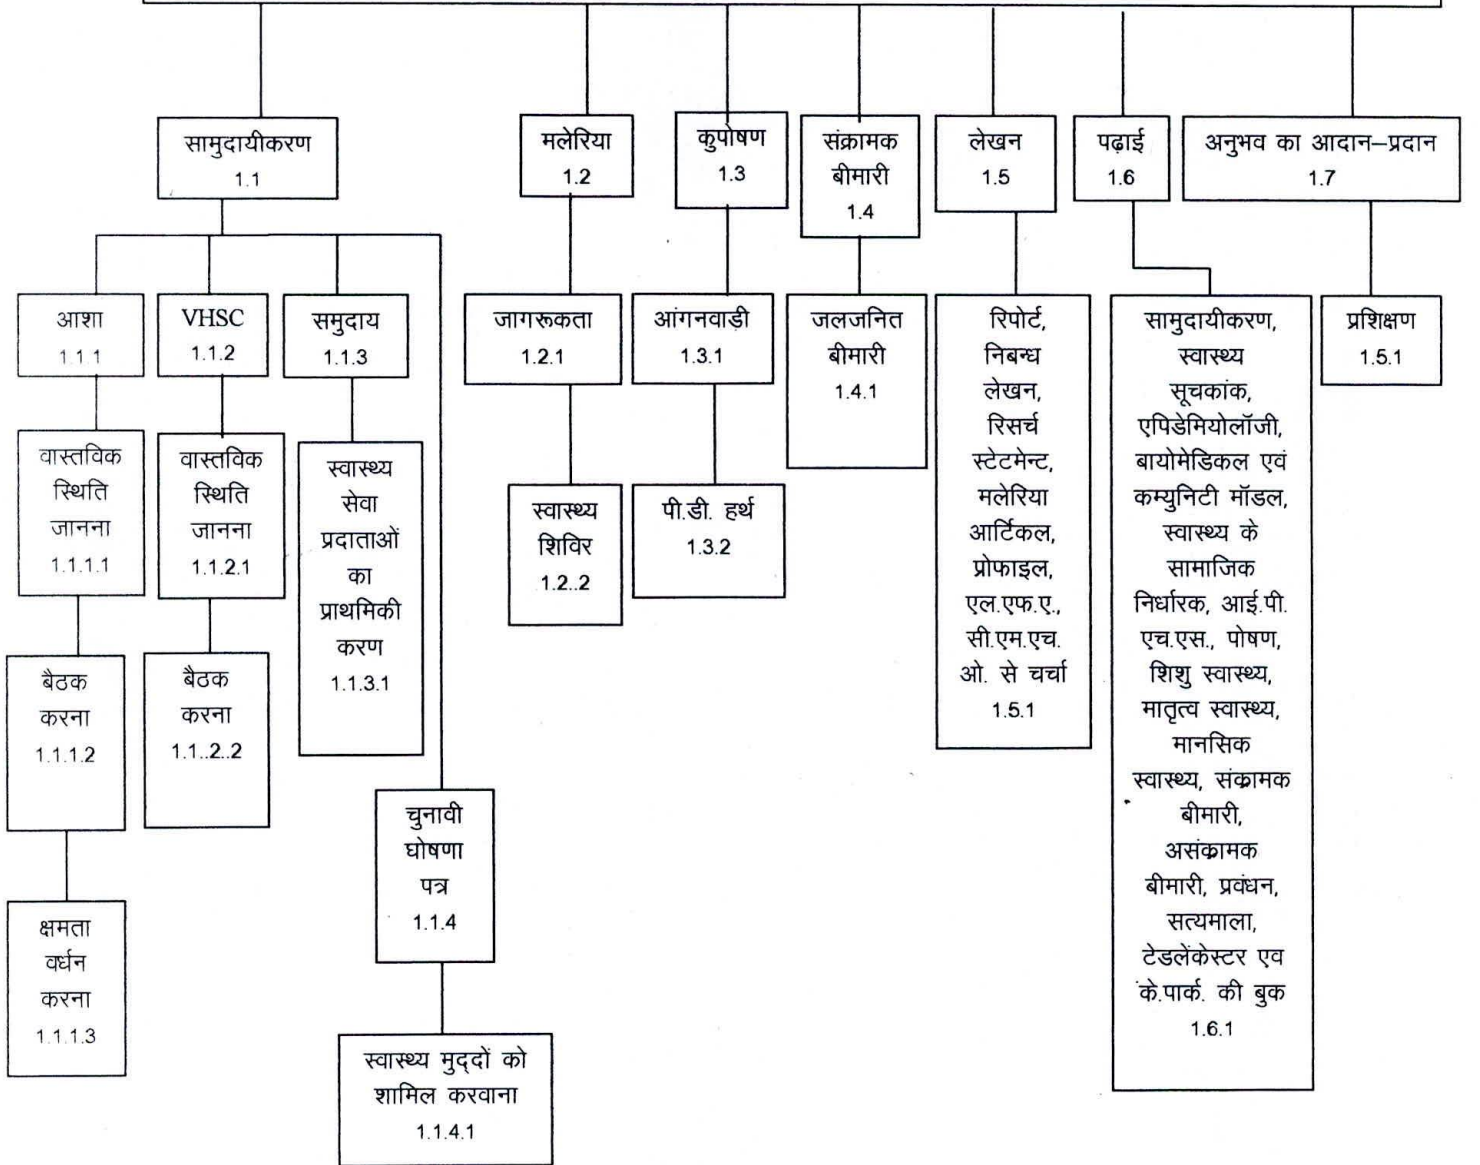 सामुदायीकरण
1.1
मलेरिया
1.2
कुपोषण
1.3
संक्रामक
बीमारी
1.4
लेखन
1.5
पढ़ाई
1.6
अनुभव का आदान–प्रदान
1.7
आशा
1.1.1
VHSC
1.1.2
समुदाय
1.1.3
जागरूकता
1.2.1
आंगनवाड़ी
1.3.1
जलजनित
बीमारी
1.4.1
रिपोर्ट,
निबन्ध
लेखन,
रिसर्च
स्टेटमेन्ट,
मलेरिया
आर्टिकल,
प्रोफाइल,
एल.एफ.ए.,
सी.एम.एच.
ओ. से चर्चा
1.5.1
सामुदायीकरण,
स्वास्थ्य
सूचकांक,
एपिडेमियोलॉजी,
बायोमेडिकल एवं
कम्युनिटी मॉडल,
स्वास्थ्य के
सामाजिक
निर्धारक, आई.पी.
एच.एस., पोषण,
शिशु स्वास्थ्य,
मातृत्व स्वास्थ्य,
मानसिक
स्वास्थ्य, संक्रामक
बीमारी,
असंक्रामक
बीमारी, प्रवंधन,
सत्यमाला,
टेडलेंकेस्टर एव
के.पार्क. की बुक
1.6.1
प्रशिक्षण
1.5.1
वास्तविक
स्थिति
जानना
1.1.1.1
वास्तविक
स्थिति
जानना
1.1.2.1
स्वास्थ्य
सेवा
प्रदाताओं
का
प्राथमिकी
करण
1.1.3.1
स्वास्थ्य
शिविर
1.2..2
पी.डी. हर्थ
1.3.2
बैठक
करना
1.1.1.2
बैठक
करना
1.1..2..2
चुनावी
घोषणा
पत्र
1.1.4
क्षमता
वर्धन
करना
1.1.1.3
स्वास्थ्य मुद्दों को
शामिल करवाना
1.1.4.1